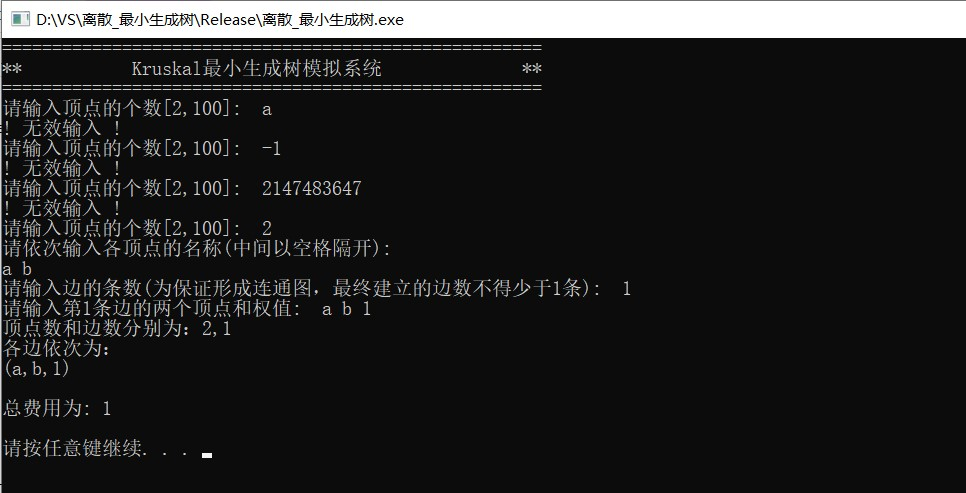 D:\VS\离散_最小生成树\Release\离散_最小生成树.exe
======================================================
** Kruskal最小生成树模拟系统 **
======================================================
请输入顶点的个数[2,100]: a
! 无效输入 !
请输入顶点的个数[2,100]: -1
! 无效输入 !
请输入顶点的个数[2,100]: 2147483647
! 无效输入 !
请输入顶点的个数[2,100]: 2
请依次输入各顶点的名称(中间以空格隔开):
a b
请输入边的条数(为保证形成连通图，最终建立的边数不得少于1条): 1
请输入第1条边的两个顶点和权值: a b 1
顶点数和边数分别为：2,1
各边依次为：
(a,b,1)
总费用为: 1
请按任意键继续. . .